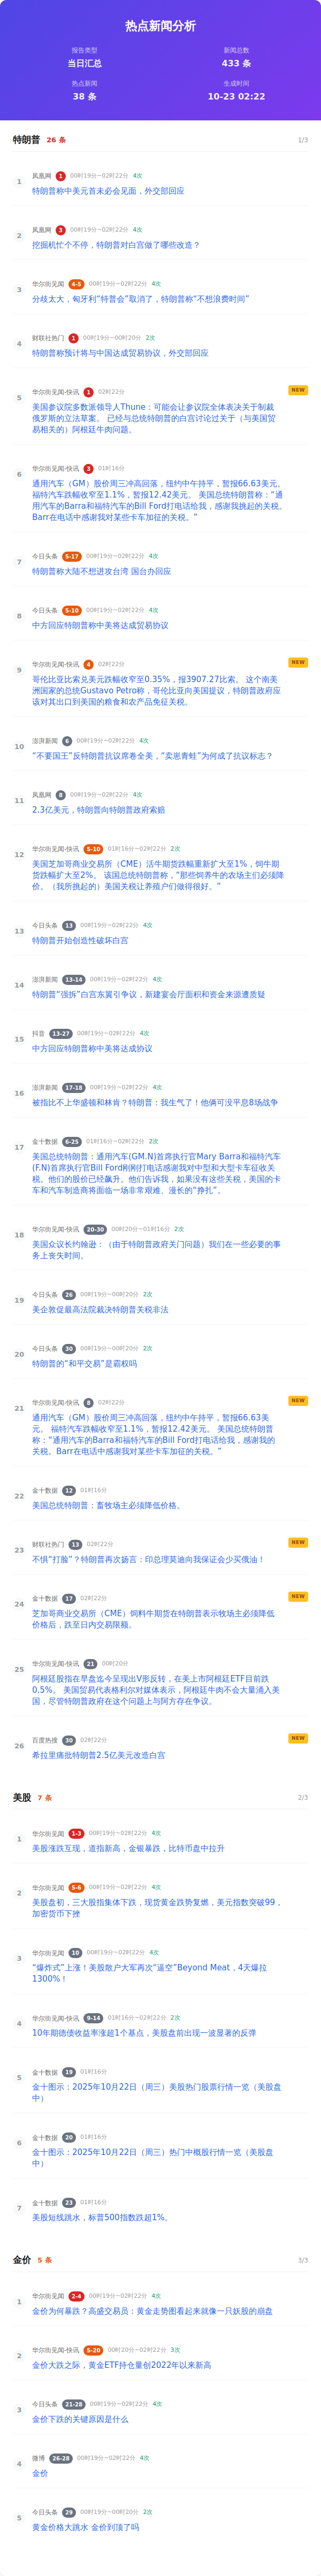 热点新闻分析
报告类型
当日汇总
新闻总数
433 条
热点新闻
38 条
生成时间
10-23 02:22
特朗普 26 条 1/3
1
凤凰网 1 00时19分~02时22分 4次
特朗普称中元首未必会见面，外交部回应
2
凤凰网 3 00时19分~02时22分 4次
挖掘机忙个不停，特朗普对白宫做了哪些改造？
3
华尔街见闻 4-5 00时19分~02时22分 4次
分歧太大，匈牙利“特普会”取消了，特朗普称“不想浪费时间”
4
财联社热门 1 00时19分~00时20分 2次
特朗普称预计将与中国达成贸易协议，外交部回应
5
华尔街见闻-快讯 1 02时22分
NEW
美国参议院多数派领导人Thune：可能会让参议院全体表决关于制裁
俄罗斯的立法草案。 已经与总统特朗普的白宫讨论过关于（与美国贸
易相关的）阿根廷牛肉问题。
6
华尔街见闻-快讯 3 01时16分
通用汽车（GM）股价周三冲高回落，纽约中午持平，暂报66.63美元。
福特汽车跌幅收窄至1.1%，暂报12.42美元。 美国总统特朗普称：“通
用汽车的Barra和福特汽车的Bill Ford打电话给我，感谢我挑起的关税。
Barr在电话中感谢我对某些卡车加征的关税。”
7
今日头条 5-17 00时19分~02时22分 4次
特朗普称大陆不想进攻台湾 国台办回应
8
今日头条 5-10 00时19分~02时22分 4次
中方回应特朗普称中美将达成贸易协议
9
华尔街见闻-快讯 4 02时22分
NEW
哥伦比亚比索兑美元跌幅收窄至0.35%，报3907.27比索。 这个南美
洲国家的总统Gustavo Petro称，哥伦比亚向美国提议，特朗普政府应
该对其出口到美国的粮食和农产品免征关税。
10
澎湃新闻 6 00时19分~02时22分 4次
“不要国王”反特朗普抗议席卷全美，“卖崽青蛙”为何成了抗议标志？
11
凤凰网 8 00时19分~02时22分 4次
2.3亿美元，特朗普向特朗普政府索赔
12
华尔街见闻-快讯 5-10 01时16分~02时22分 2次
美国芝加哥商业交易所（CME）活牛期货跌幅重新扩大至1%，饲牛期
货跌幅扩大至2%。 该国总统特朗普称，“那些饲养牛的农场主们必须降
价。（我所挑起的）美国关税让养殖户们做得很好。”
13
今日头条 13 00时19分~02时22分 4次
特朗普开始创造性破坏白宫
14
澎湃新闻 13-14 00时19分~02时22分 4次
特朗普“强拆”白宫东翼引争议，新建宴会厅面积和资金来源遭质疑
15
抖音 13-27 00时19分~02时22分 4次
中方回应特朗普称中美将达成协议
16
澎湃新闻 17-18 00时19分~02时22分 4次
被指比不上华盛顿和林肯？特朗普：我生气了！他俩可没平息8场战争
17
金十数据 6-25 01时16分~02时22分 2次
美国总统特朗普：通用汽车(GM.N)首席执行官Mary Barra和福特汽车
(F.N)首席执行官Bill Ford刚刚打电话感谢我对中型和大型卡车征收关
税。他们的股价已经飙升。他们告诉我，如果没有这些关税，美国的卡
车和汽车制造商将面临一场非常艰难、漫长的“挣扎”。
18
华尔街见闻-快讯 20-30 00时20分~01时16分 2次
美国众议长约翰逊：（由于特朗普政府关门问题）我们在一些必要的事
务上丧失时间。
19
今日头条 26 00时19分~00时20分 2次
美企敦促最高法院裁决特朗普关税非法
20
今日头条 30 00时19分~00时20分 2次
特朗普的“和平交易”是霸权吗
21
华尔街见闻-快讯 8 02时22分
NEW
通用汽车（GM）股价周三冲高回落，纽约中午持平，暂报66.63美
元。 福特汽车跌幅收窄至1.1%，暂报12.42美元。 美国总统特朗普
称：“通用汽车的Barra和福特汽车的Bill Ford打电话给我，感谢我的
关税。Barr在电话中感谢我对某些卡车加征的关税。”
22
金十数据 12 01时16分
美国总统特朗普：畜牧场主必须降低价格。
23
财联社热门 13 02时22分
NEW
不惧“打脸”？特朗普再次扬言：印总理莫迪向我保证会少买俄油！
24
金十数据 17 02时22分
NEW
芝加哥商业交易所（CME）饲料牛期货在特朗普表示牧场主必须降低
价格后，跌至日内交易限额。
25
华尔街见闻-快讯 21 00时20分
阿根廷股指在早盘迄今呈现出V形反转，在美上市阿根廷ETF目前跌
0.5%。 美国贸易代表格利尔对媒体表示，阿根廷牛肉不会大量涌入美
国，尽管特朗普政府在这个问题上与阿方存在争议。
26
百度热搜 30 02时22分
NEW
希拉里痛批特朗普2.5亿美元改造白宫
美股 7 条 2/3
1
华尔街见闻 1-3 00时19分~02时22分 4次
美股涨跌互现，道指新高，金银暴跌，比特币盘中拉升
2
华尔街见闻 5-6 00时19分~02时22分 4次
美股盘初，三大股指集体下跌，现货黄金跌势复燃，美元指数突破99，
加密货币下挫
3
华尔街见闻 10 00时19分~02时22分 4次
“爆炸式”上涨！美股散户大军再次“逼空”Beyond Meat，4天爆拉
1300%！
4
华尔街见闻-快讯 9-14 01时16分~02时22分 2次
10年期德债收益率涨超1个基点，美股盘前出现一波显著的反弹
5
金十数据 19 01时16分
金十图示：2025年10月22日（周三）美股热门股票行情一览（美股盘
中）
6
金十数据 20 01时16分
金十图示：2025年10月22日（周三）热门中概股行情一览（美股盘
中）
7
金十数据 23 01时16分
美股短线跳水，标普500指数跌超1%。
金价 5 条 3/3
1
华尔街见闻 2-4 00时19分~02时22分 4次
金价为何暴跌？高盛交易员：黄金走势图看起来就像一只妖股的崩盘
2
华尔街见闻-快讯 5-20 00时20分~02时22分 3次
金价大跌之际，黄金ETF持仓量创2022年以来新高
3
今日头条 21-28 00时19分~02时22分 4次
金价下跌的关键原因是什么
4
微博 26-28 00时19分~02时22分 4次
金价
5
今日头条 29 00时19分~00时20分 2次
黄金价格大跳水 金价到顶了吗